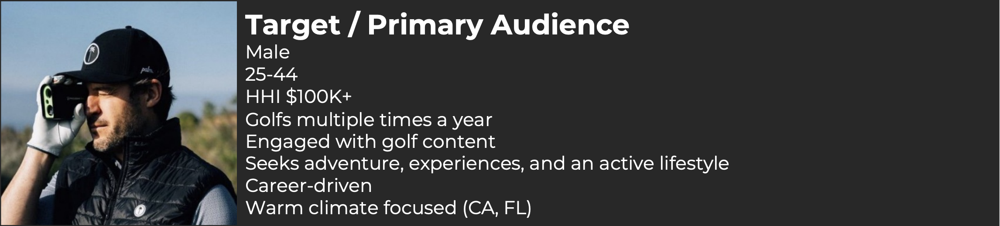 Target / Primary Audience
Male
25-44
HHI $100K+
Golfs multiple times a year
Engaged with golf content
Seeks adventure, experiences, and an active lifestyle
Career-driven
Warm climate focused (CA, FL)
palm